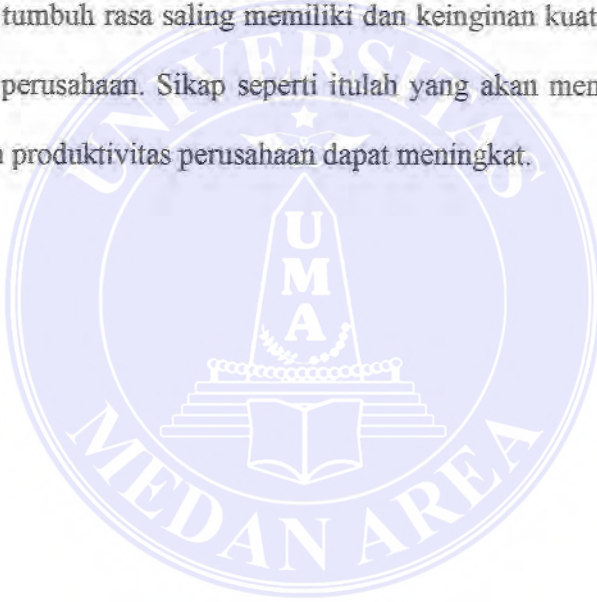 tumbuh rasa saling memiliki dan keinginan kuat
perusahaan. Sikap seperti itulah yang akan men
produktivitas perusahaan dapat meningkat.
UNIVERSITAS
U
M
A
MEDAN AREA